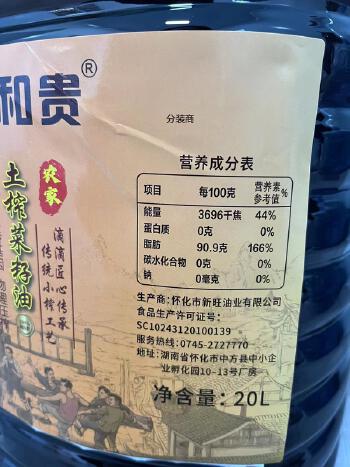 和贵®
分装商
农家
土榨菜籽油
滴滴匠心传承
传统小榨工艺
营养成分表
项目 每100克 营养素参考值%
能量 3696千焦 44%
蛋白质 0克 0%
脂肪 90.9克 166%
碳水化合物 0克 0%
钠 0毫克 0%
生产商：怀化市新旺油业有限公司
食品生产许可证号：
SC10243120100139
服务热线：0745-2727770
地址：湖南省怀化市中方县中小企
业孵化园10-13号厂房
净含量：20L